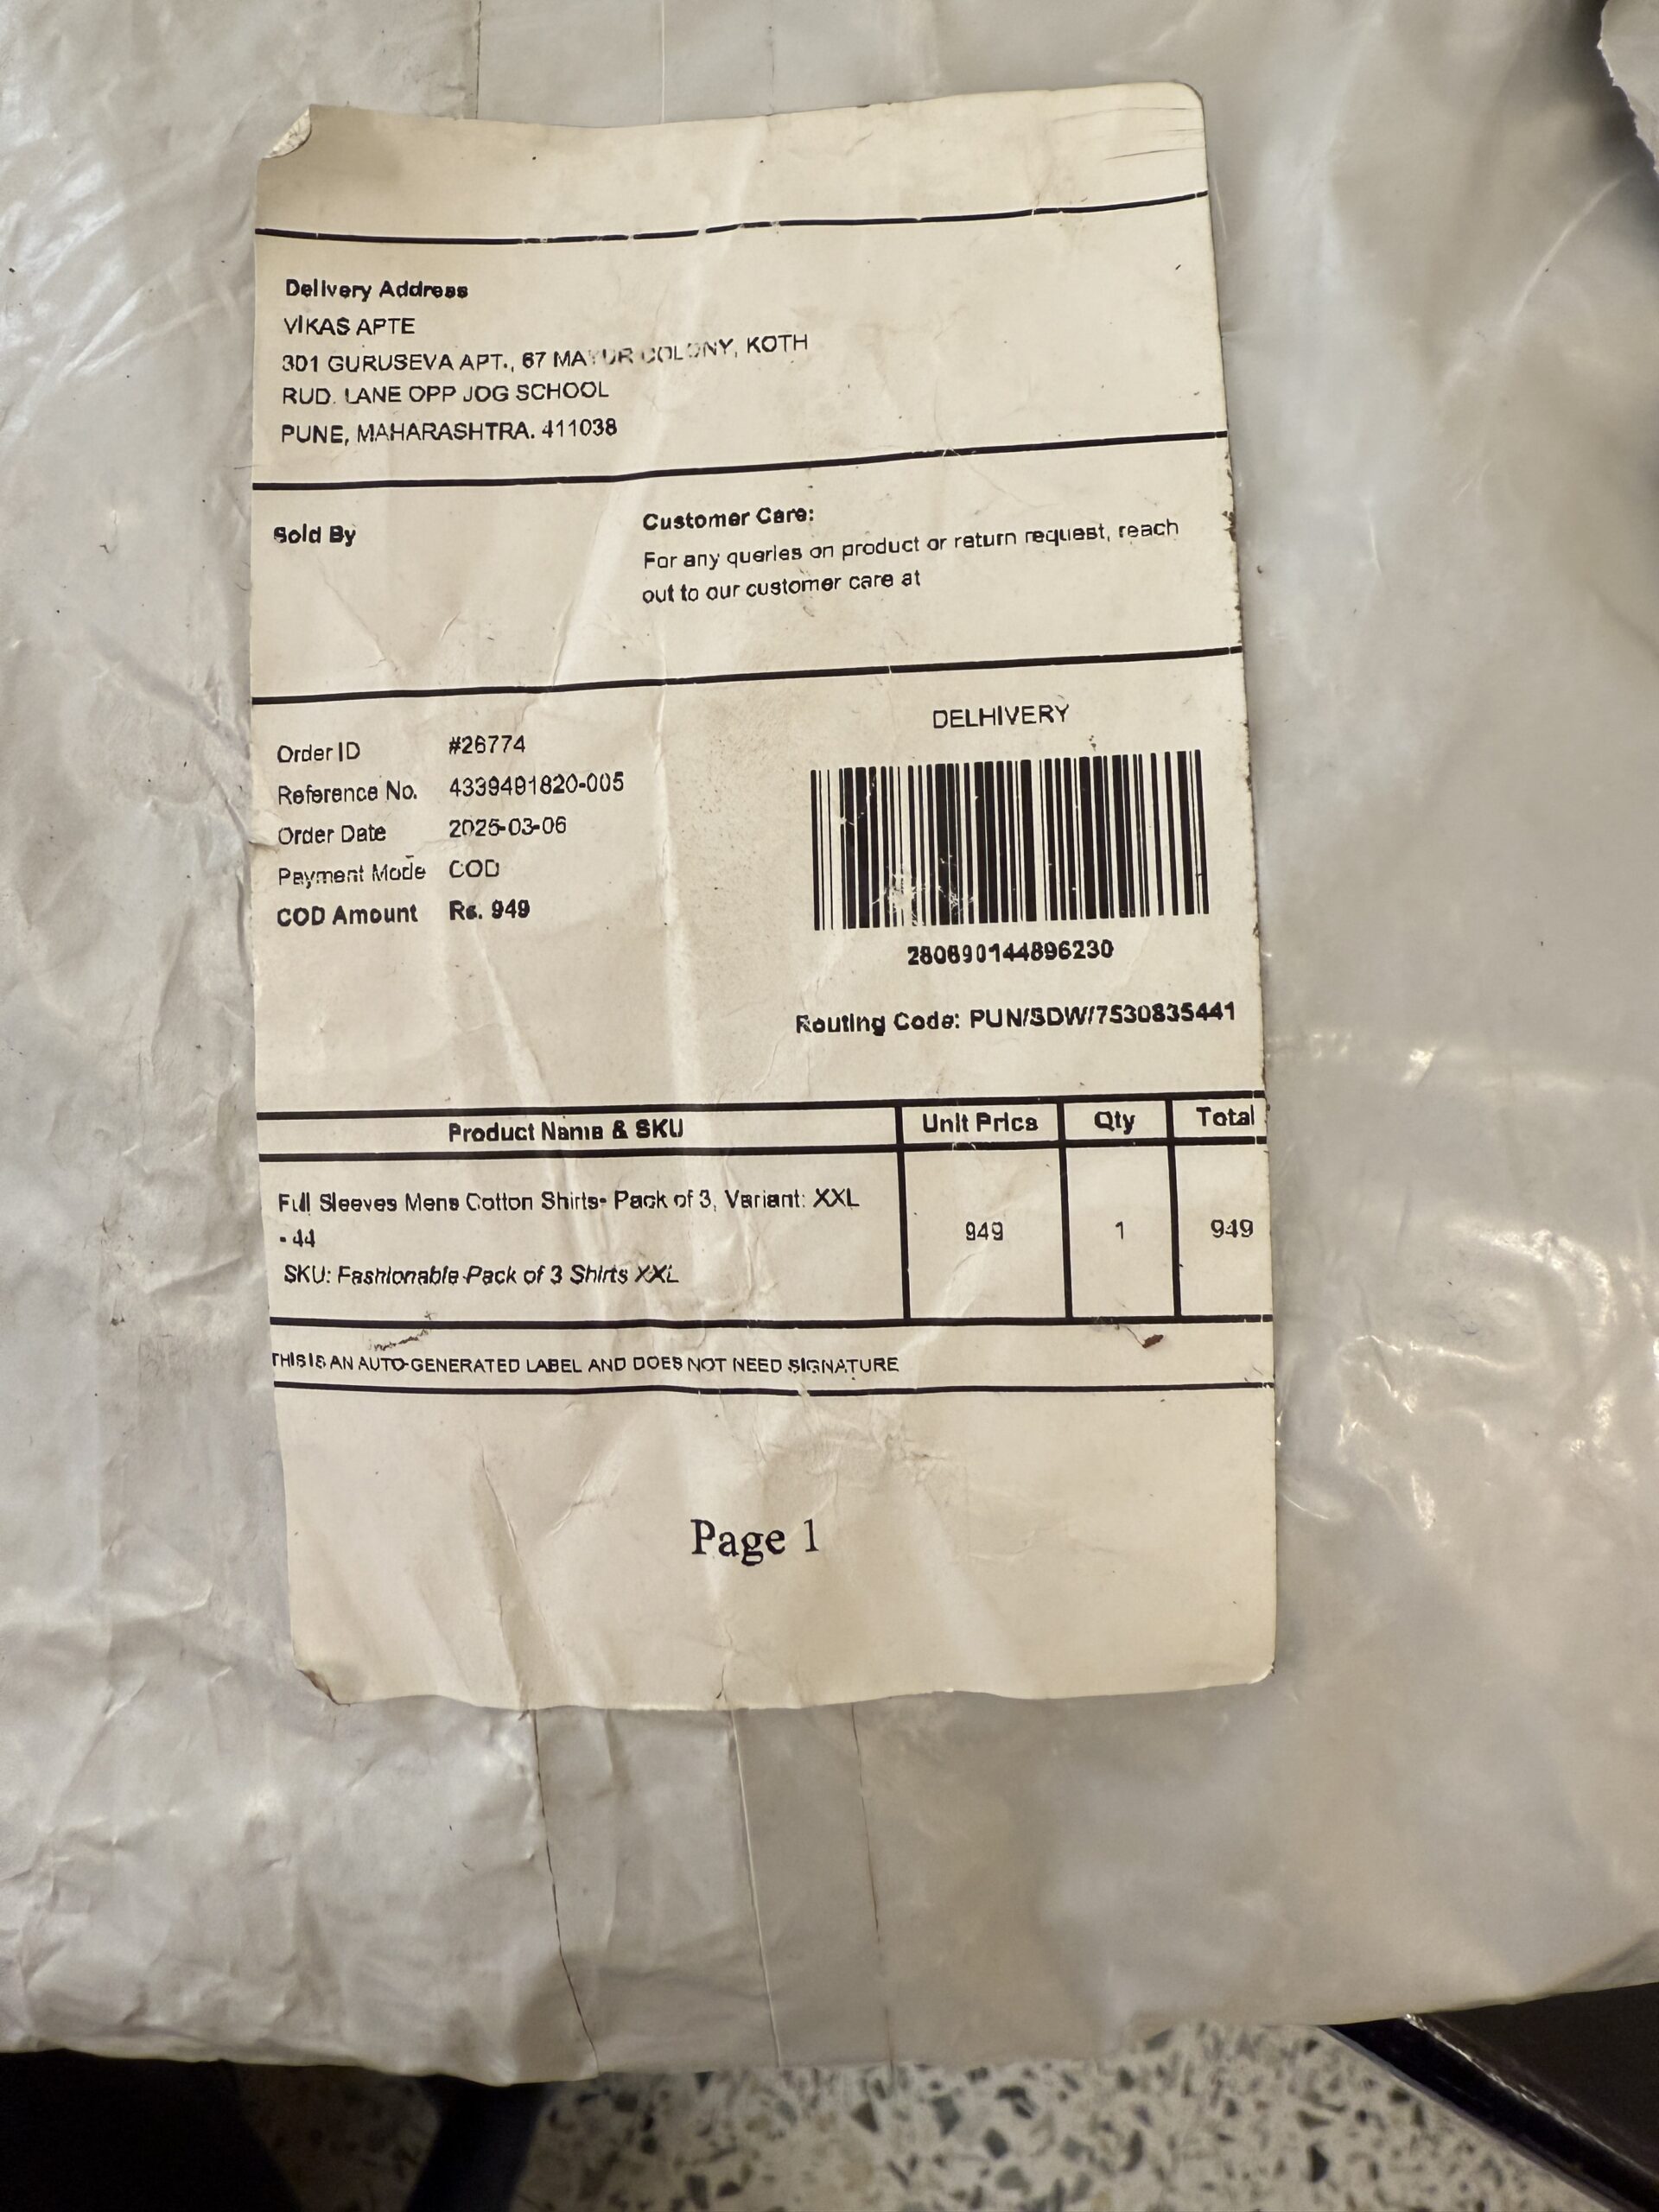 Delivery Address
VIKAS APTE
301 GURUSEVA APT., 67 MAYUR COLONY, KOTH
RUD. LANE OPP JOG SCHOOL
PUNE, MAHARASHTRA. 411038
Sold By
Customer Care:
For any queries on product or return request, reach
out to our customer care at
DELHIVERY
Order ID #26774
Reference No. 4339491820-005
Order Date 2025-03-06
Payment Mode COD
COD Amount Rs. 949
280690144896230
Routing Code: PUN/SDW/7530835441
Product Name & SKU Unit Price Qty Total
Full Sleeves Mens Cotton Shirts- Pack of 3, Variant: XXL
- 44
949 1 949
SKU: Fashionable-Pack of 3 Shirts XXL
THIS IS AN AUTO-GENERATED LABEL AND DOES NOT NEED SIGNATURE
Page 1